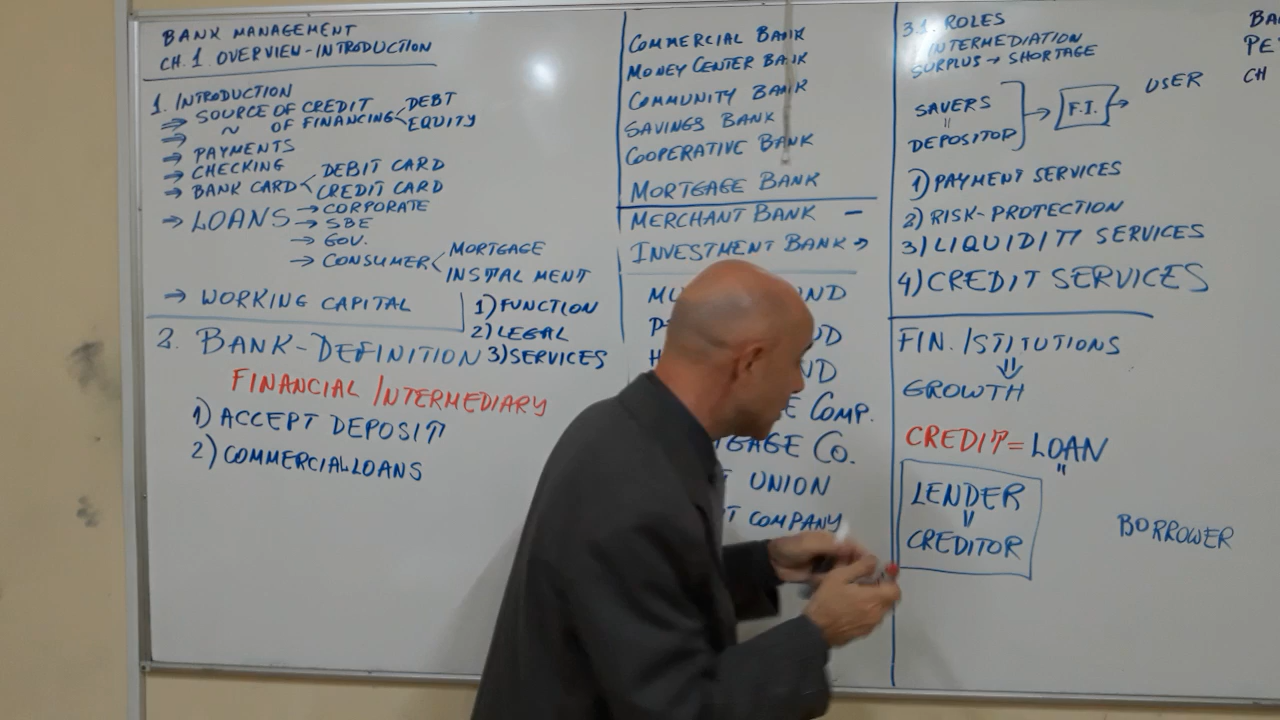 BANK MANAGEMENT
CH. 1. OVERVIEW-INTRODUCTION
1. INTRODUCTION
⇒ SOURCE OF CREDIT
⇒ ~ OF FINANCING < DEBT
EQUITY
→ PAYMENTS
→ CHECKING
→ BANK CARD < DEBIT CARD
CREDIT CARD
→ LOANS → CORPORATE
→ SBE
→ GOV.
→ CONSUMER < MORTGAGE
INSTALMENT
→ WORKING CAPITAL
1) FUNCTION
2) LEGAL
3) SERVICES
2. BANK-DEFINITION
FINANCIAL INTERMEDIARY
1) ACCEPT DEPOSIT
2) COMMERCIAL LOANS
COMMERCIAL BANK
MONEY CENTER BANK
COMMUNITY BANK
SAVINGS BANK
COOPERATIVE BANK
MORTGAGE BANK
MERCHANT BANK -
INVESTMENT BANK →
COMP.
CO.
UNION
COMPANY
3.1. ROLES
INTERMEDIATION
SURPLUS → SHORTAGE
SAVERS
=
DEPOSITOR
→ F.I. → USER
1) PAYMENT SERVICES
2) RISK-PROTECTION
3) LIQUIDITY SERVICES
4) CREDIT SERVICES
FIN. ISTITUTIONS
⇓
GROWTH
CREDIT = LOAN
"
LENDER
=
CREDITOR
BORROWER
CH